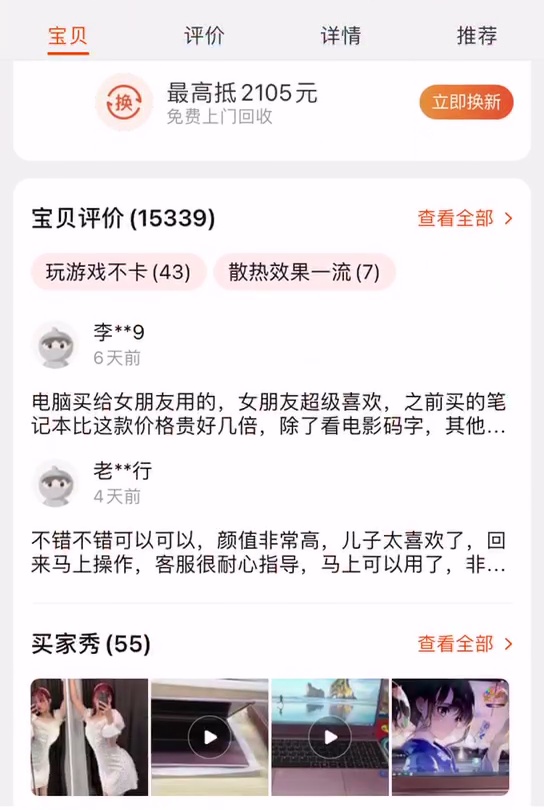 宝贝
评价
详情
推荐
换
最高抵2105元
免费上门回收
立即换新
宝贝评价(15339)
查看全部
玩游戏不卡(43)
散热效果一流(7)
李**9
6天前
电脑买给女朋友用的，女朋友超级喜欢，之前买的笔
记本比这款价格贵好几倍，除了看电影码字，其他...
老**行
4天前
不错不错可以可以，颜值非常高，儿子太喜欢了，回
来马上操作，客服很耐心指导，马上可以用了，非...
买家秀(55)
查看全部